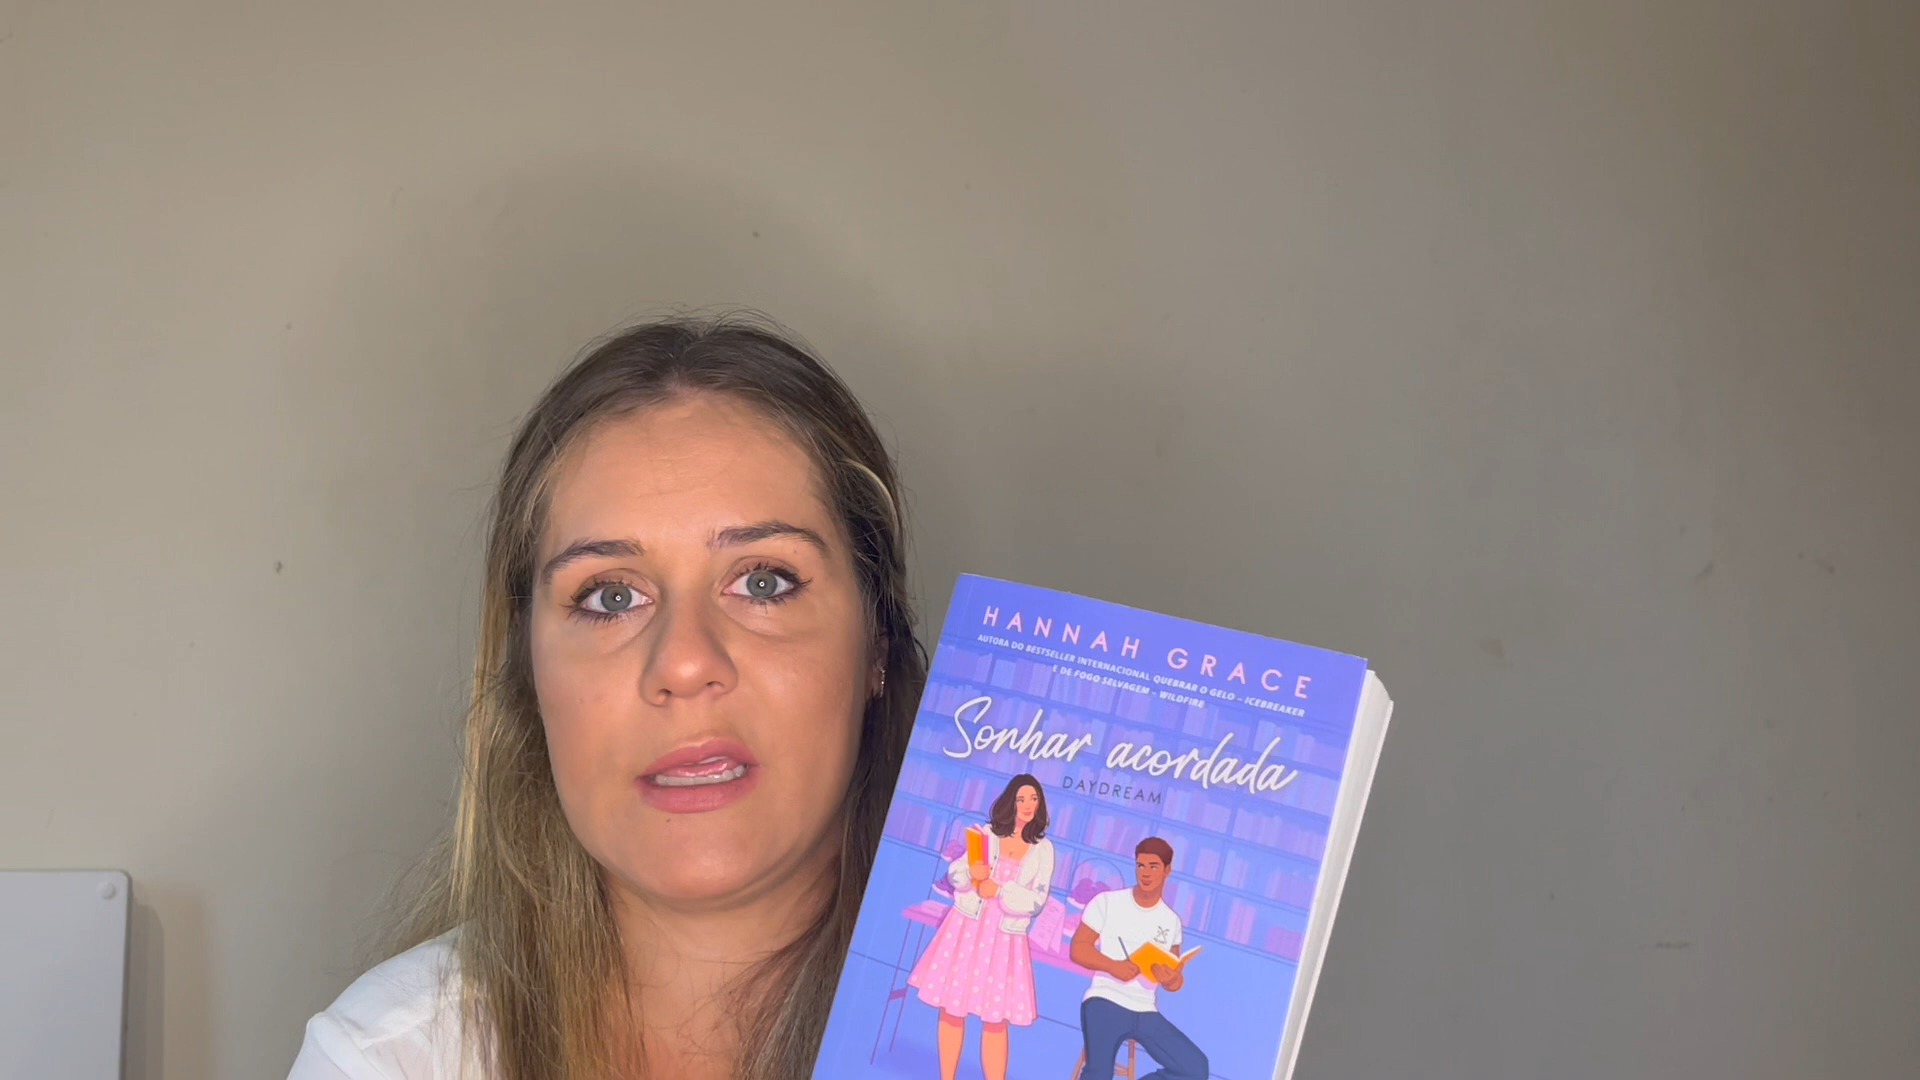 HANNAH GRACE
AUTORA DO BESTSELLER INTERNACIONAL QUEBRAR O GELO – ICEBREAKER
E DE FOGO SELVAGEM – WILDFIRE
Sonhar acordada
DAYDREAM